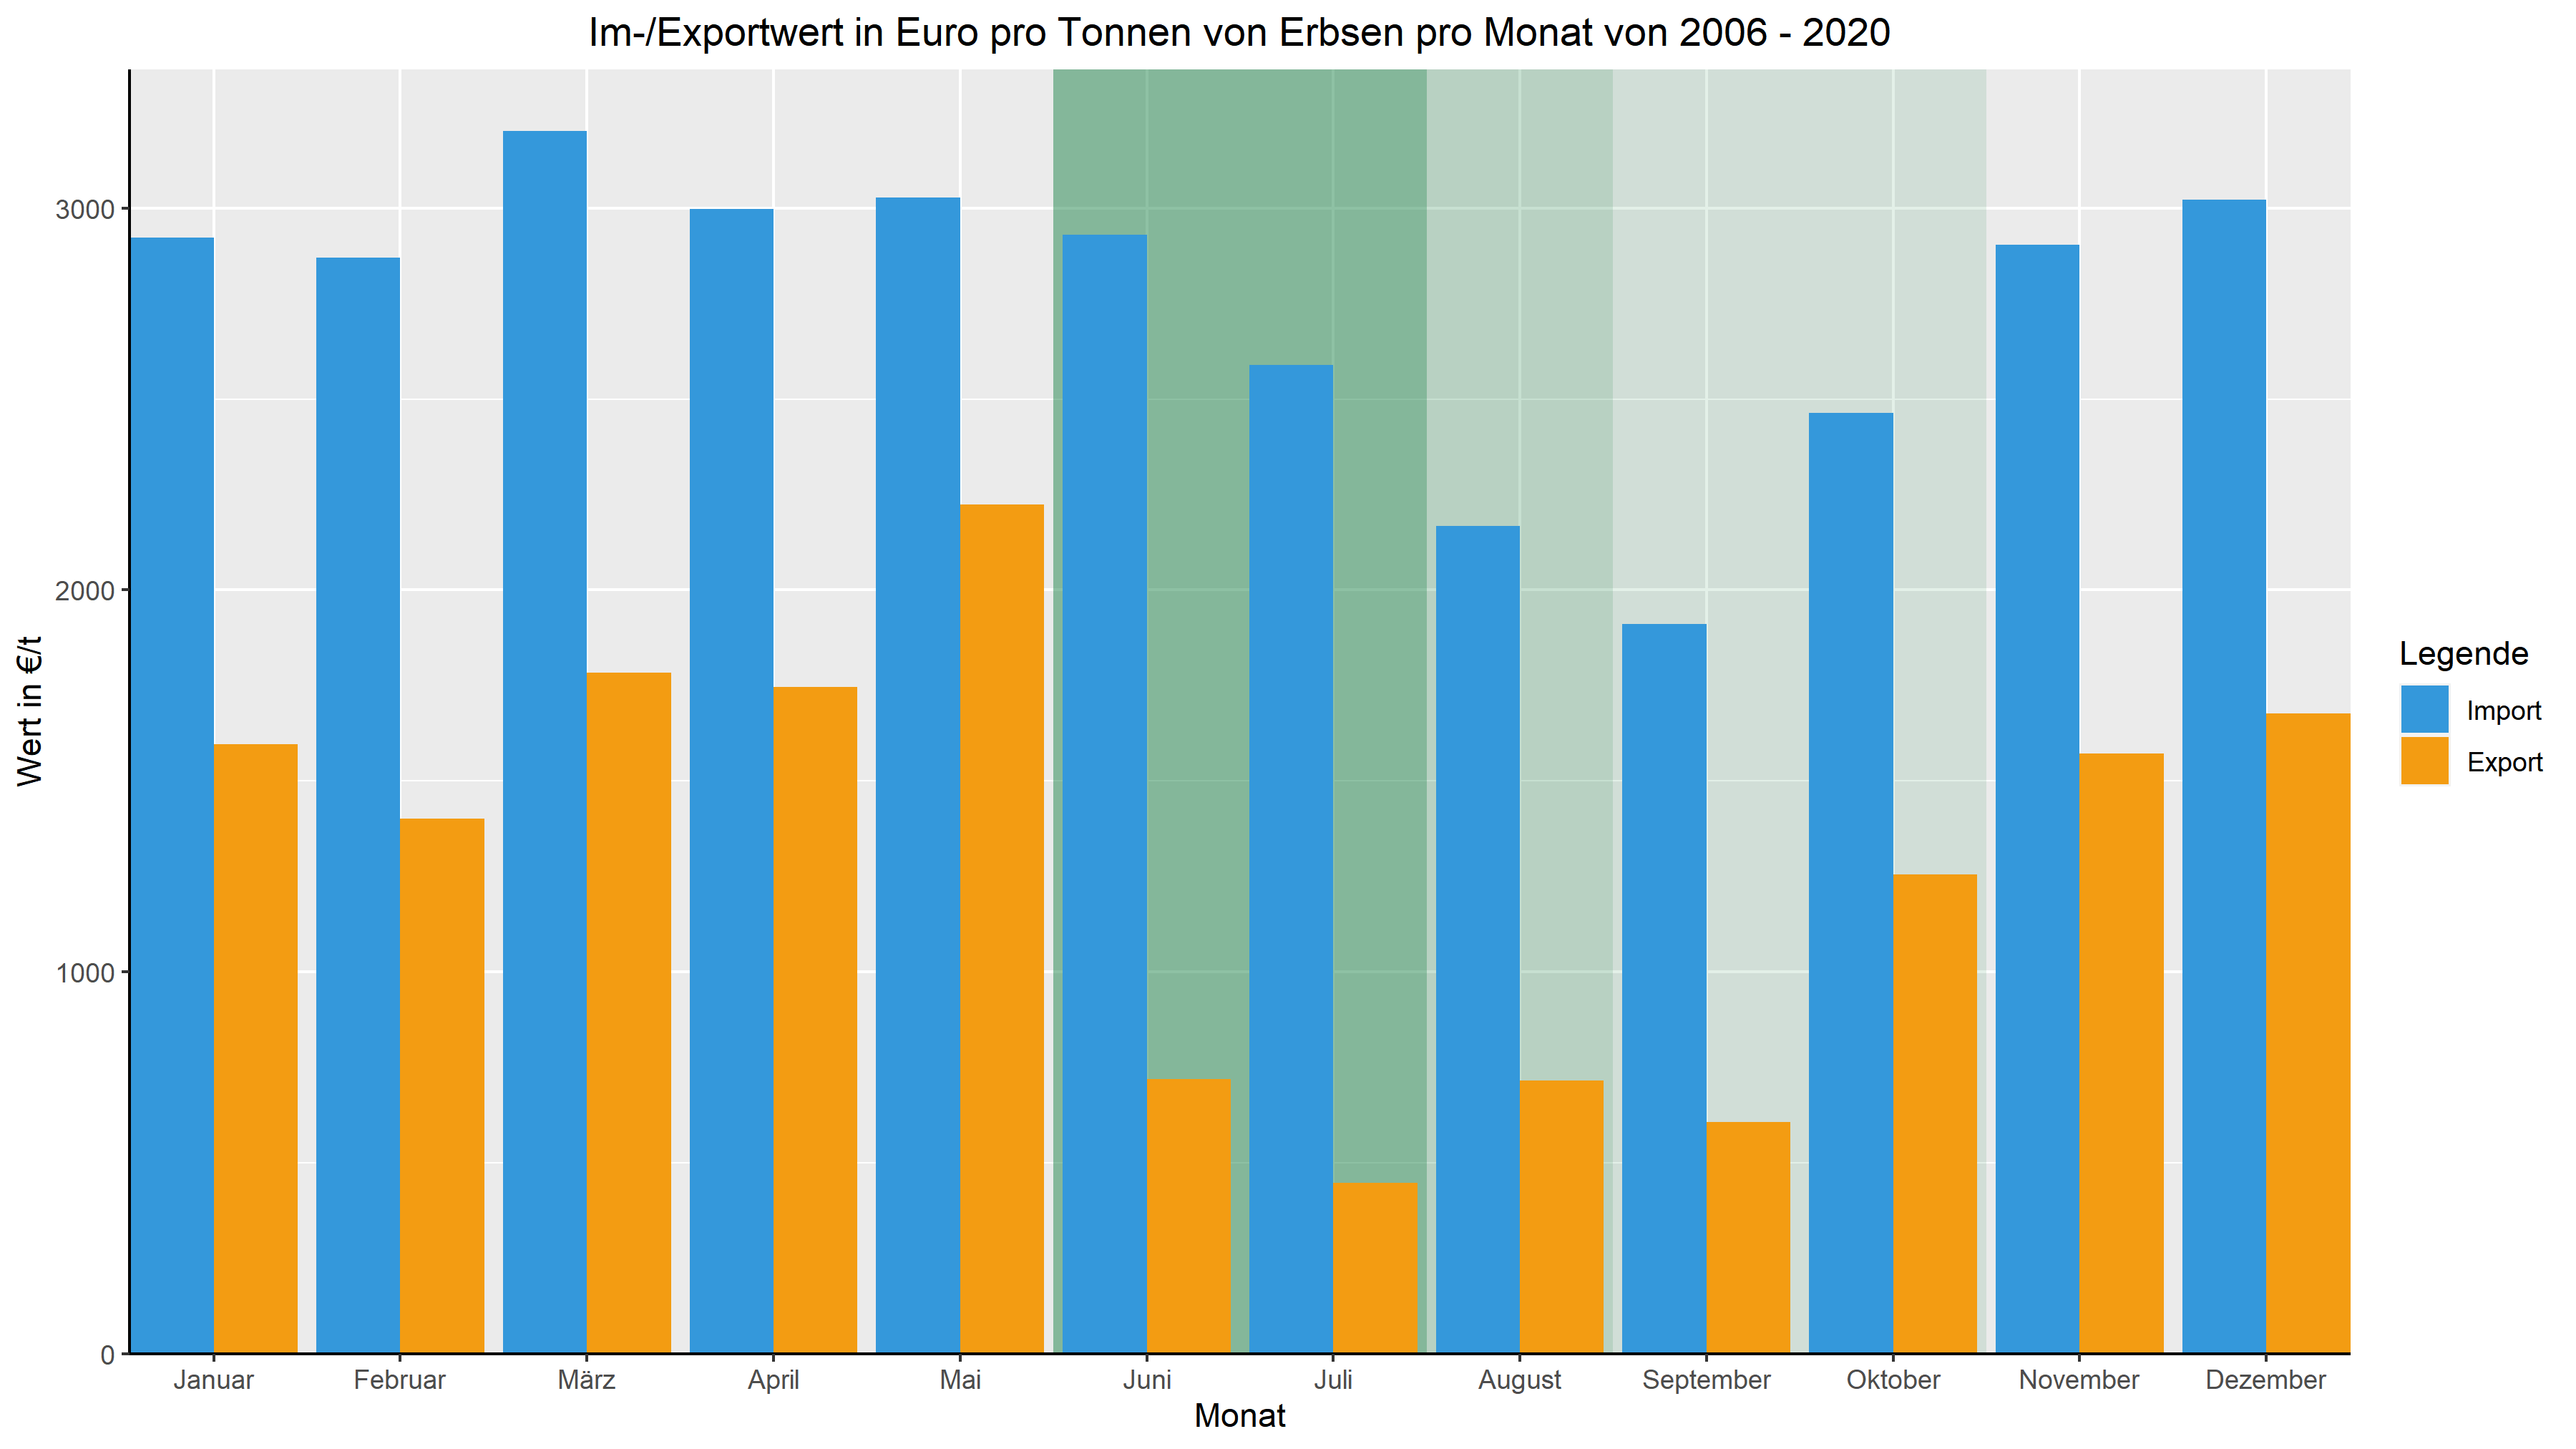 Im-/Exportwert in Euro pro Tonnen von Erbsen pro Monat von 2006 - 2020
Wert in €/t
3000
2000
1000
0
Januar Februar März April Mai Juni Juli August September Oktober November Dezember
Monat
Legende
Import
Export